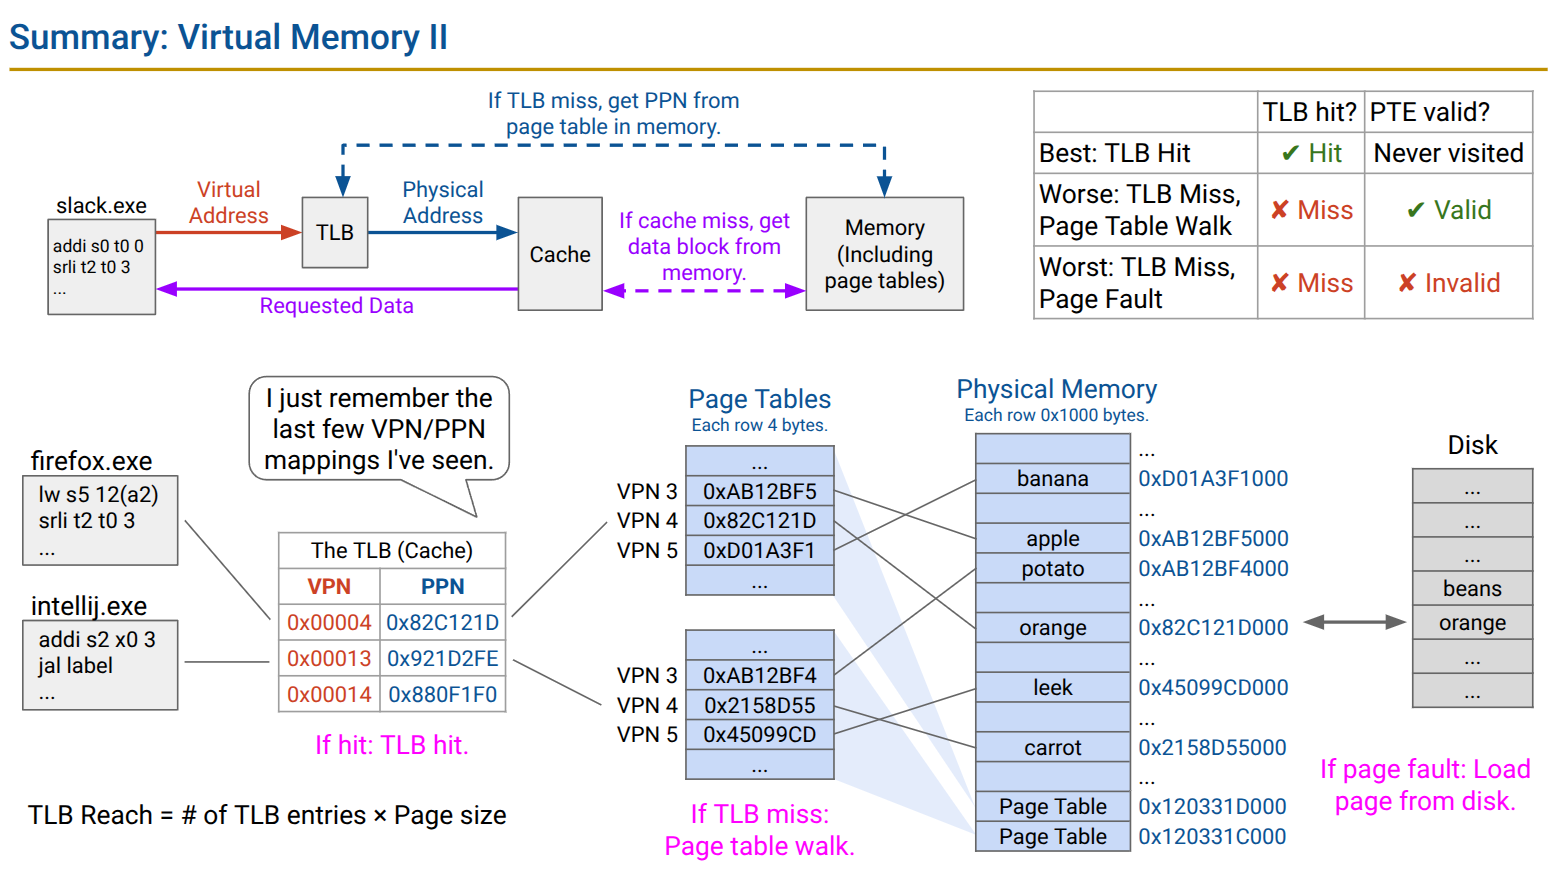 Summary: Virtual Memory II
If TLB miss, get PPN from
page table in memory.
slack.exe
addi s0 t0 0
srli t2 t0 3
...
Virtual
Address
TLB
Physical
Address
Cache
If cache miss, get
data block from
memory.
Memory
(Including
page tables)
Requested Data
TLB hit? PTE valid?
Best: TLB Hit ✔ Hit Never visited
Worse: TLB Miss,
Page Table Walk ✘ Miss ✔ Valid
Worst: TLB Miss,
Page Fault ✘ Miss ✘ Invalid
I just remember the
last few VPN/PPN
mappings I've seen.
firefox.exe
lw s5 12(a2)
srli t2 t0 3
...
intellij.exe
addi s2 x0 3
jal label
...
The TLB (Cache)
VPN PPN
0x00004 0x82C121D
0x00013 0x921D2FE
0x00014 0x880F1F0
If hit: TLB hit.
TLB Reach = # of TLB entries × Page size
Page Tables
Each row 4 bytes.
...
VPN 3 0xAB12BF5
VPN 4 0x82C121D
VPN 5 0xD01A3F1
...
...
VPN 3 0xAB12BF4
VPN 4 0x2158D55
VPN 5 0x45099CD
...
If TLB miss:
Page table walk.
Physical Memory
Each row 0x1000 bytes.
...
banana 0xD01A3F1000
...
apple 0xAB12BF5000
potato 0xAB12BF4000
...
orange 0x82C121D000
...
leek 0x45099CD000
...
carrot 0x2158D55000
...
Page Table 0x120331D000
Page Table 0x120331C000
Disk
...
...
...
beans
orange
...
...
If page fault: Load
page from disk.